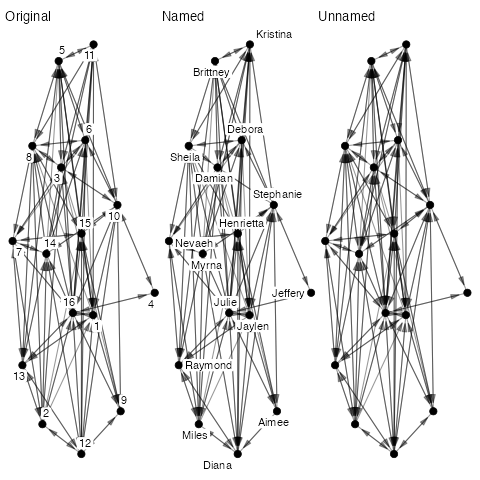 Original Named Unnamed
5
11
6
8
3
10
15
14
7
16
4
1
13
2
9
12
Kristina
Brittney
Debora
Sheila
Damian
Stephanie
Henrietta
Nevaeh
Myrna
Julie
Jeffery
Jaylen
Raymond
Miles
Aimee
Diana